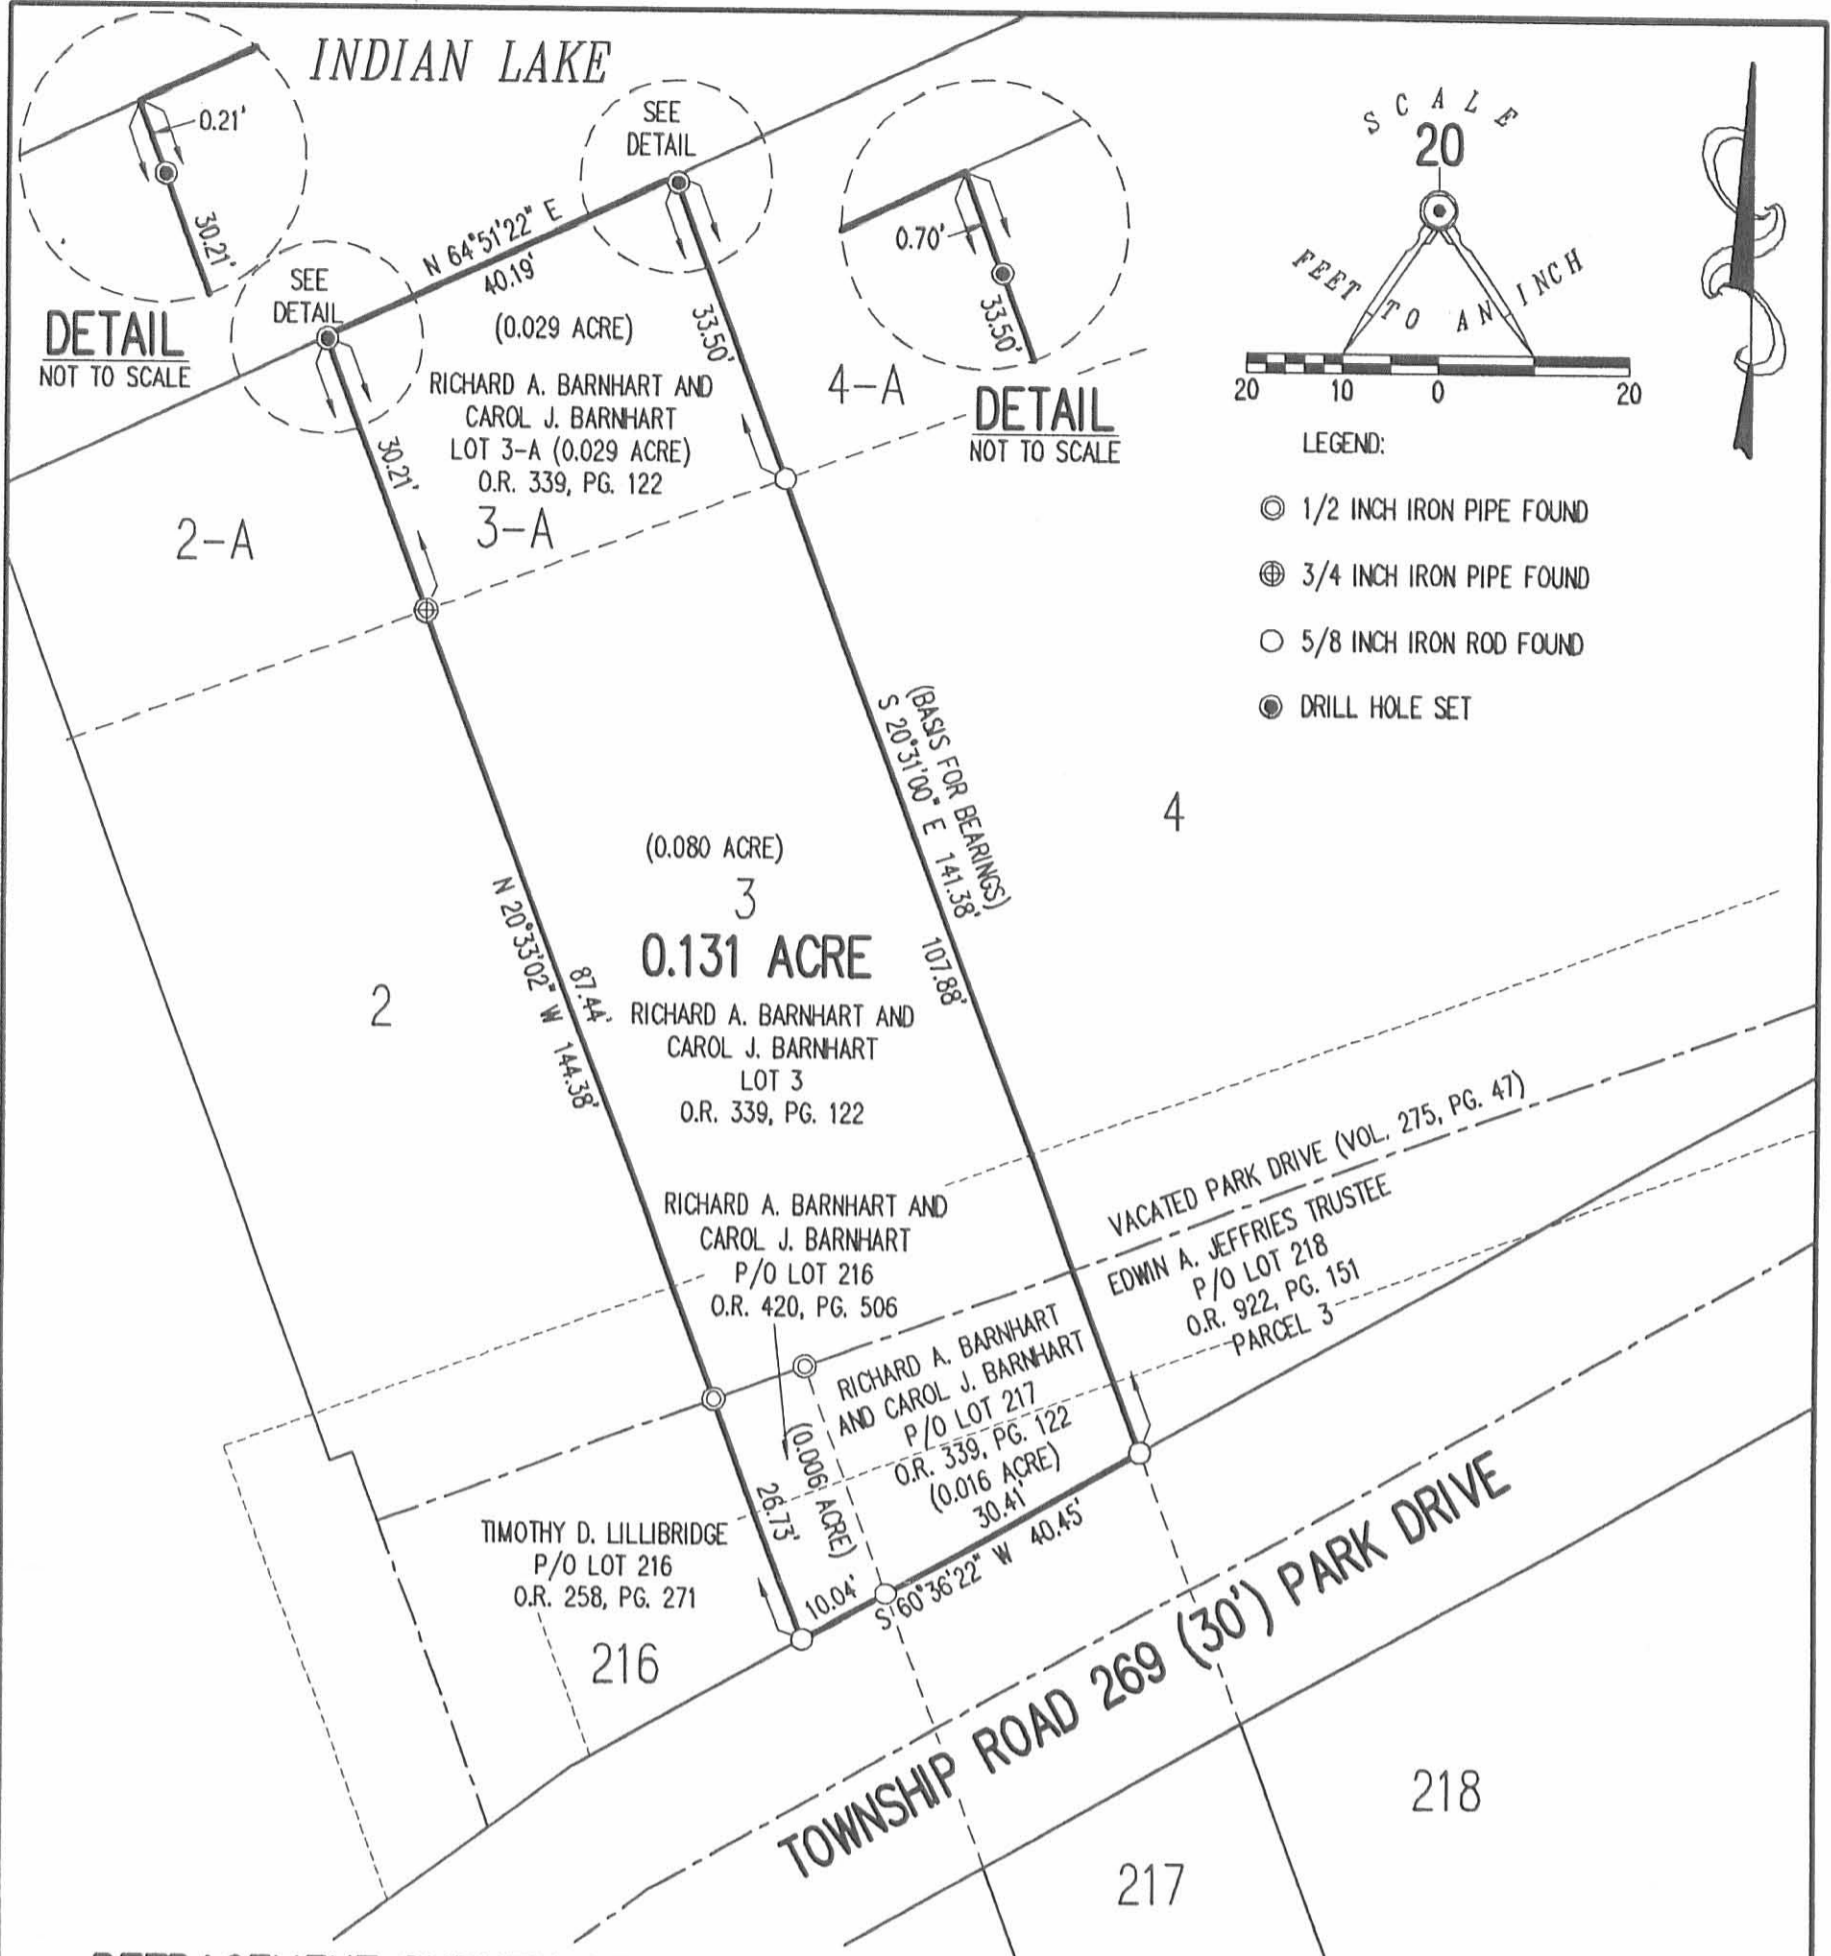 INDIAN LAKE
0.21'
30.21'
DETAIL
NOT TO SCALE
SEE
DETAIL
SEE
DETAIL
N 64°51'22" E
40.19'
(0.029 ACRE)
RICHARD A. BARNHART AND
CAROL J. BARNHART
LOT 3-A (0.029 ACRE)
O.R. 339, PG. 122
3-A
30.21'
33.50'
2-A
4-A
0.70'
33.50'
DETAIL
NOT TO SCALE
SCALE
20
FEET TO AN INCH
20 10 0 20
LEGEND:
1/2 INCH IRON PIPE FOUND
3/4 INCH IRON PIPE FOUND
5/8 INCH IRON ROD FOUND
DRILL HOLE SET
(BASIS FOR BEARINGS)
S 20°31'00" E 141.38'
107.88'
4
(0.080 ACRE)
3
0.131 ACRE
RICHARD A. BARNHART AND
CAROL J. BARNHART
LOT 3
O.R. 339, PG. 122
N 20°33'02" W 144.38'
87.44'
2
RICHARD A. BARNHART AND
CAROL J. BARNHART
P/O LOT 216
O.R. 420, PG. 506
VACATED PARK DRIVE (VOL. 275, PG. 47)
EDWIN A. JEFFRIES TRUSTEE
P/O LOT 218
O.R. 922, PG. 151
PARCEL 3
RICHARD A. BARNHART
AND CAROL J. BARNHART
P/O LOT 217
O.R. 339, PG. 122
(0.016 ACRE)
30.41'
S 60°36'22" W 40.45'
(0.006 ACRE)
26.73'
10.04'
TIMOTHY D. LILLIBRIDGE
P/O LOT 216
O.R. 258, PG. 271
216
TOWNSHIP ROAD 269 (30') PARK DRIVE
218
217